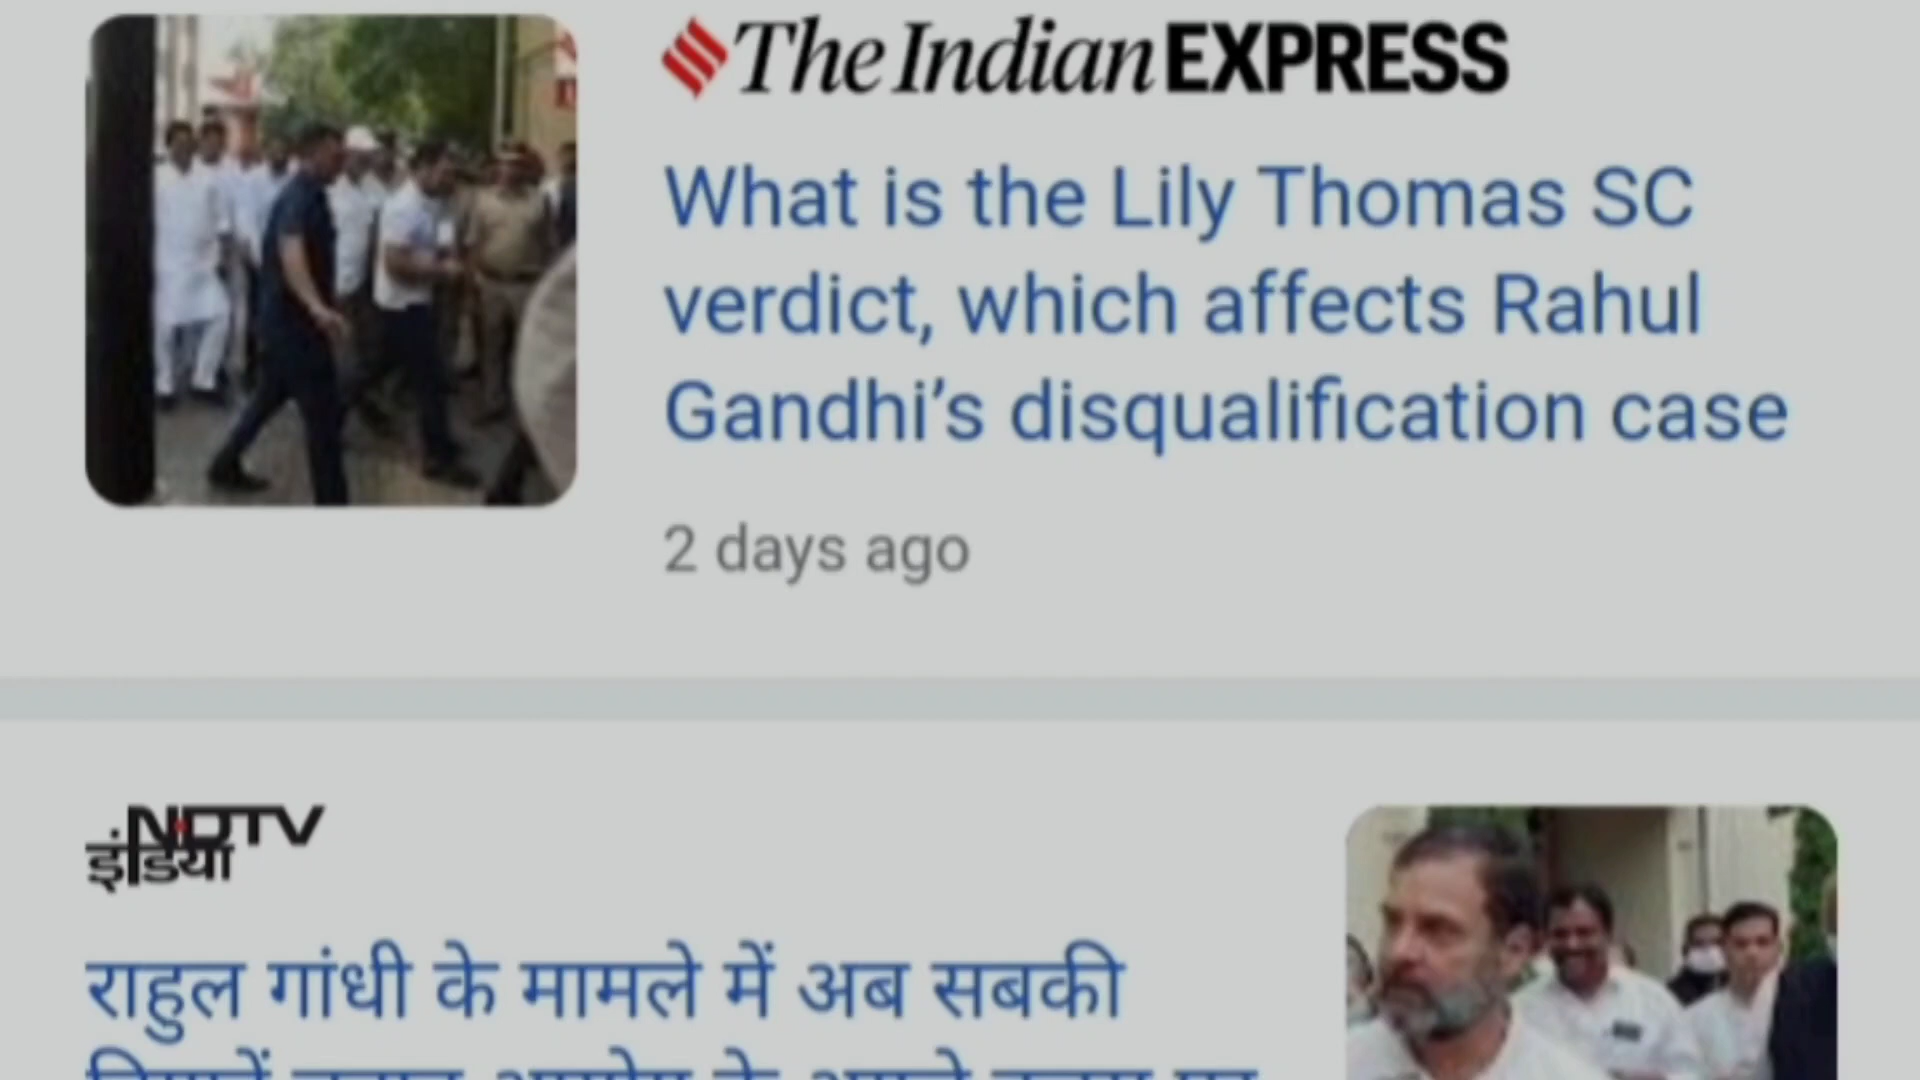 The Indian EXPRESS
What is the Lily Thomas SC
verdict, which affects Rahul
Gandhi’s disqualification case
2 days ago
NDTV
इंडिया
राहुल गांधी के मामले में अब सबकी